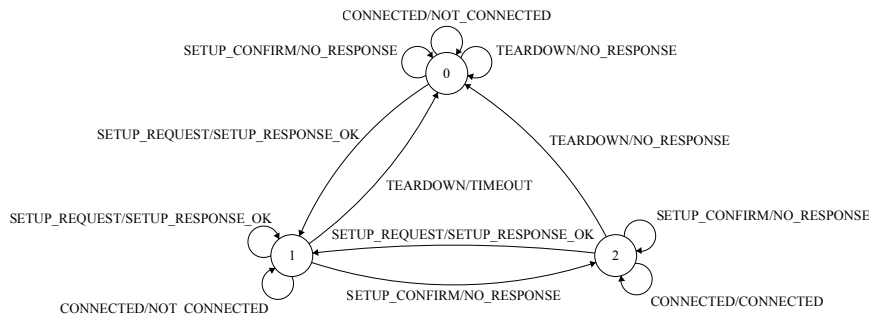 CONNECTED/NOT_CONNECTED
SETUP_CONFIRM/NO_RESPONSE
TEARDOWN/NO_RESPONSE
0
SETUP_REQUEST/SETUP_RESPONSE_OK
TEARDOWN/NO_RESPONSE
TEARDOWN/TIMEOUT
SETUP_REQUEST/SETUP_RESPONSE_OK
SETUP_CONFIRM/NO_RESPONSE
SETUP_REQUEST/SETUP_RESPONSE_OK
1
2
SETUP_CONFIRM/NO_RESPONSE
CONNECTED/NOT_CONNECTED
CONNECTED/CONNECTED